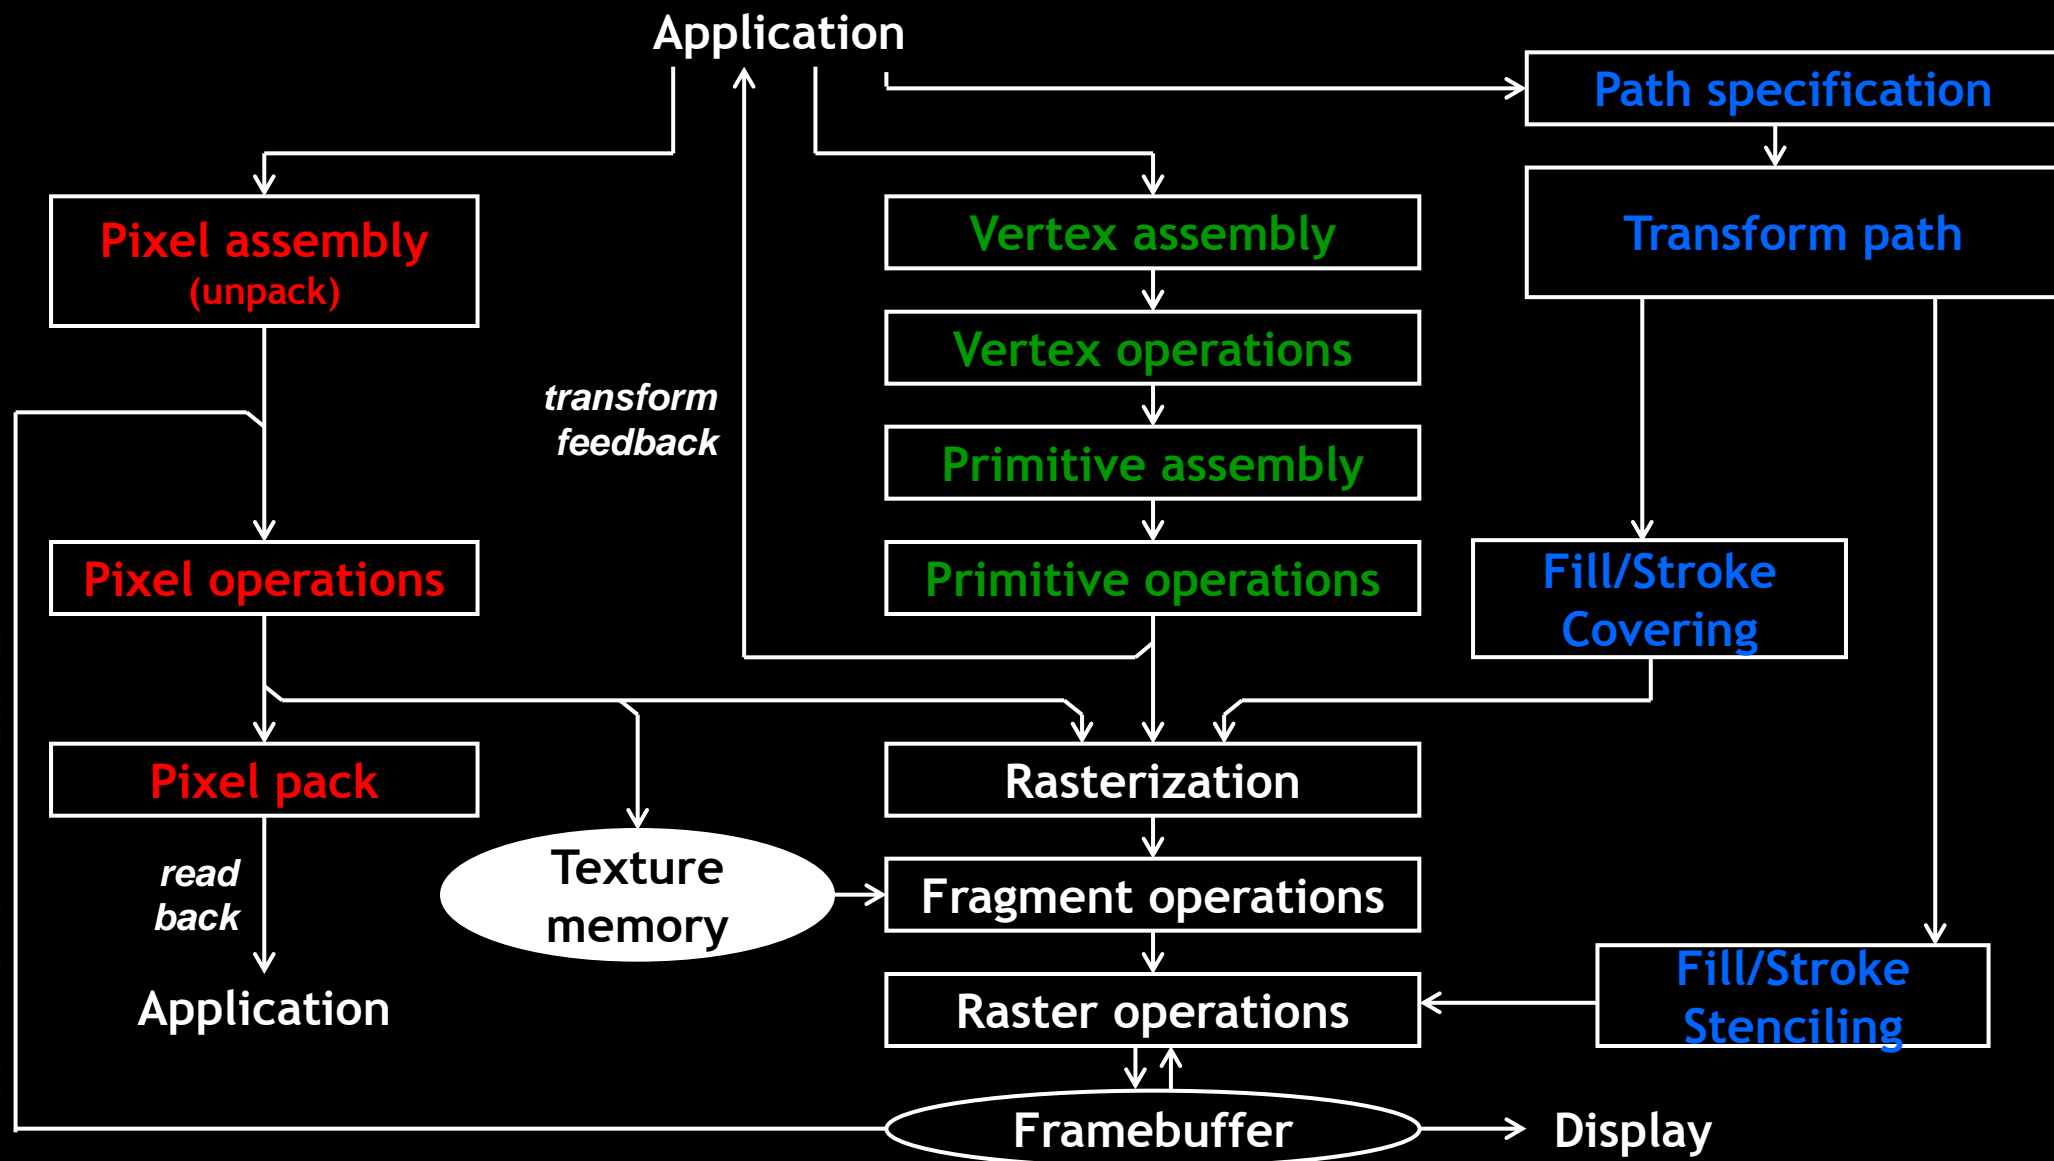 Application
Path specification
Pixel assembly
(unpack)
Vertex assembly
Transform path
Vertex operations
transform
feedback
Primitive assembly
Pixel operations
Primitive operations
Fill/Stroke
Covering
Pixel pack
Rasterization
read
back
Texture
memory
Fragment operations
Application
Raster operations
Fill/Stroke
Stenciling
Framebuffer
Display